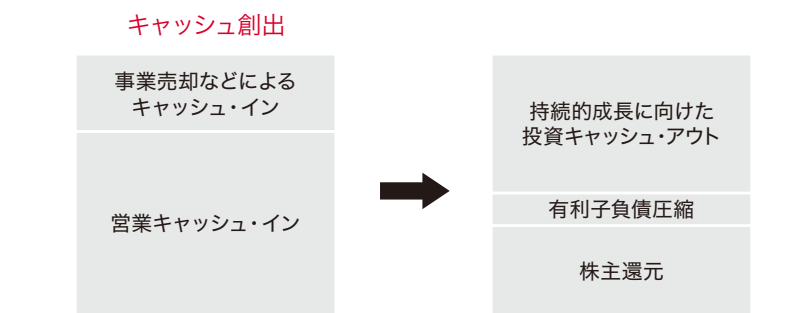 キャッシュ創出
事業売却などによる
キャッシュ・イン
営業キャッシュ・イン
持続的成長に向けた
投資キャッシュ・アウト
有利子負債圧縮
株主還元